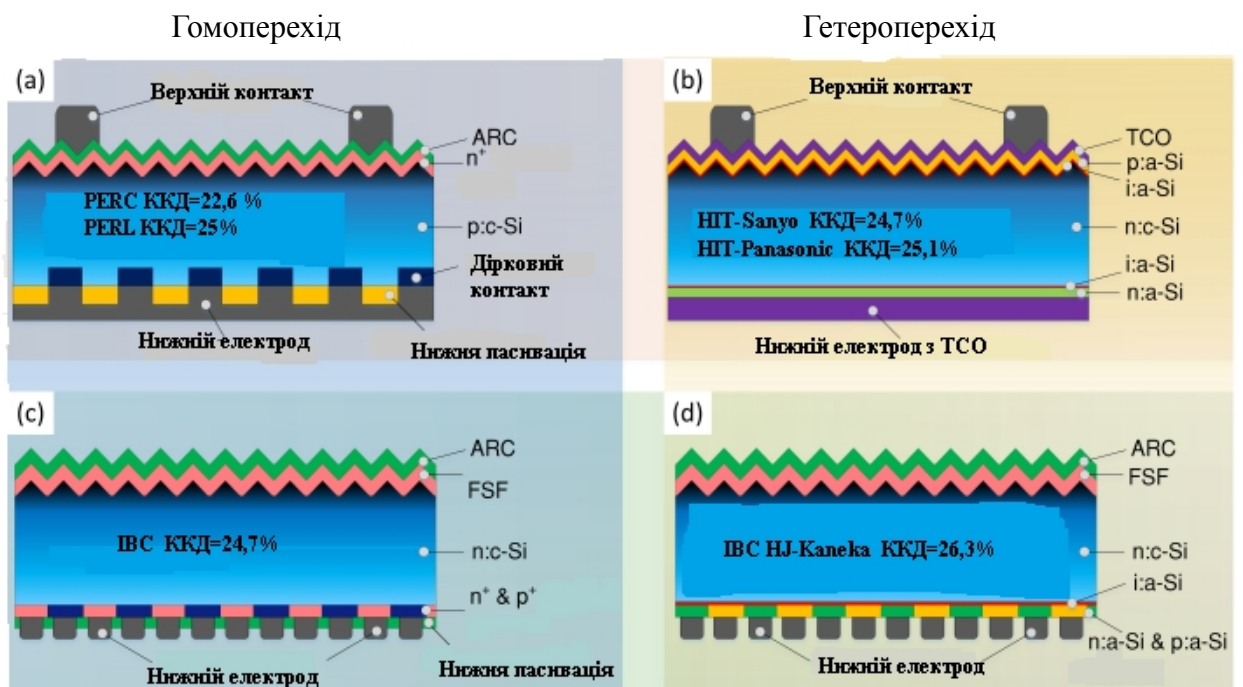 Гомоперехід
Гетероперехід
(a)
Верхній контакт
ARC
n⁺
PERC ККД=22,6 %
PERL ККД=25%
p:c-Si
Дірковий
контакт
Нижній електрод
Нижня пасивація
(b)
Верхній контакт
TCO
p:a-Si
i:a-Si
HIT-Sanyo ККД=24,7%
HIT-Panasonic ККД=25,1%
n:c-Si
i:a-Si
n:a-Si
Нижній електрод з TCO
(c)
ARC
FSF
IBC ККД=24,7%
n:c-Si
n⁺ & p⁺
Нижній електрод
Нижня пасивація
(d)
ARC
FSF
IBC HJ-Kaneka ККД=26,3%
n:c-Si
i:a-Si
n:a-Si & p:a-Si
Нижній електрод